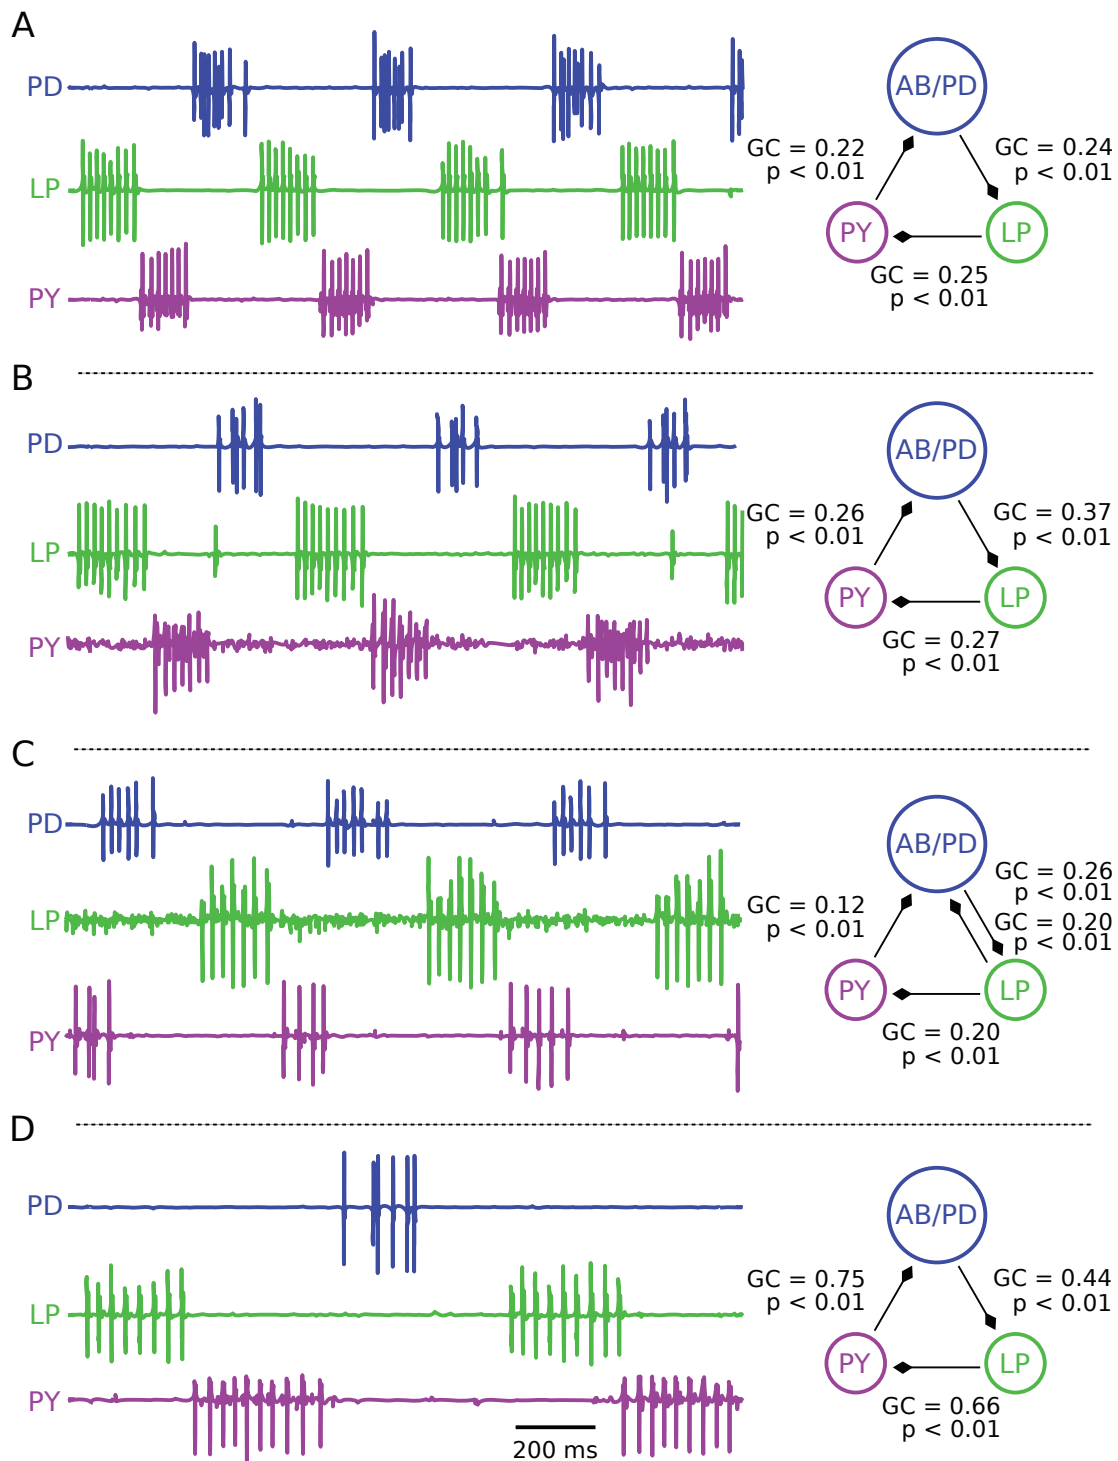 A
PD
LP
PY
AB/PD
GC = 0.22
p < 0.01
GC = 0.24
p < 0.01
PY
LP
GC = 0.25
p < 0.01
B
PD
LP
PY
AB/PD
GC = 0.26
p < 0.01
GC = 0.37
p < 0.01
PY
LP
GC = 0.27
p < 0.01
C
PD
LP
PY
AB/PD
GC = 0.12
p < 0.01
GC = 0.26
p < 0.01
GC = 0.20
p < 0.01
PY
LP
GC = 0.20
p < 0.01
D
PD
LP
PY
AB/PD
GC = 0.75
p < 0.01
GC = 0.44
p < 0.01
PY
LP
GC = 0.66
p < 0.01
200 ms